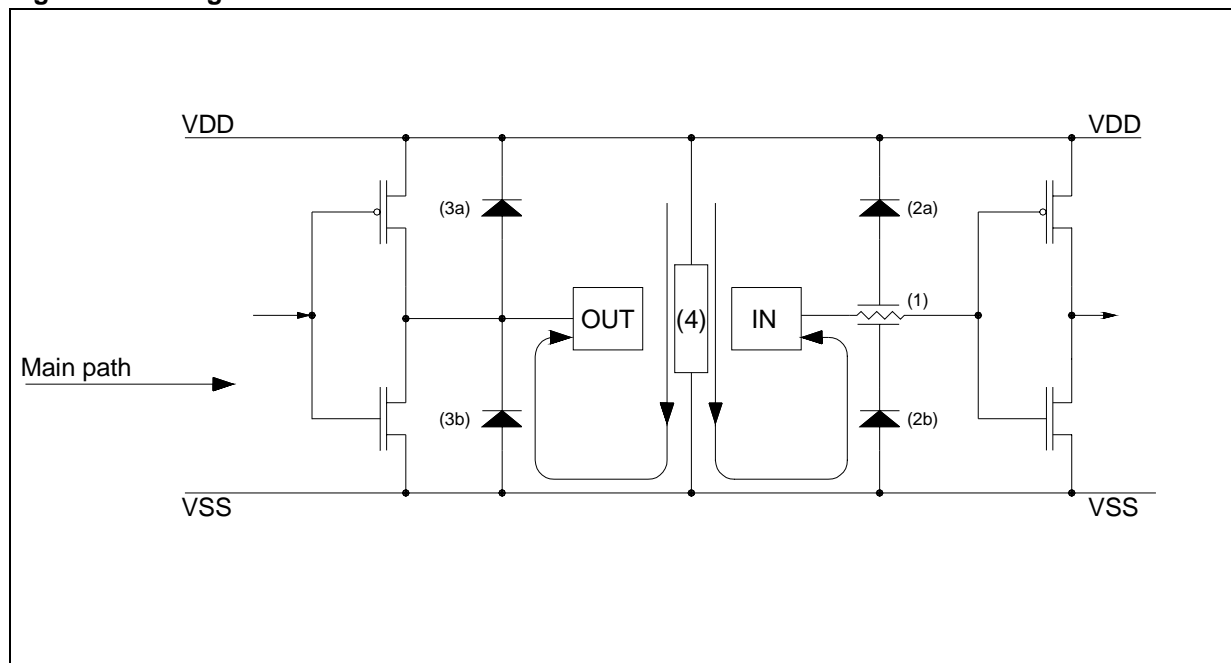 VDD
VDD
(3a)
(2a)
(1)
OUT
(4)
IN
Main path
(3b)
(2b)
VSS
VSS